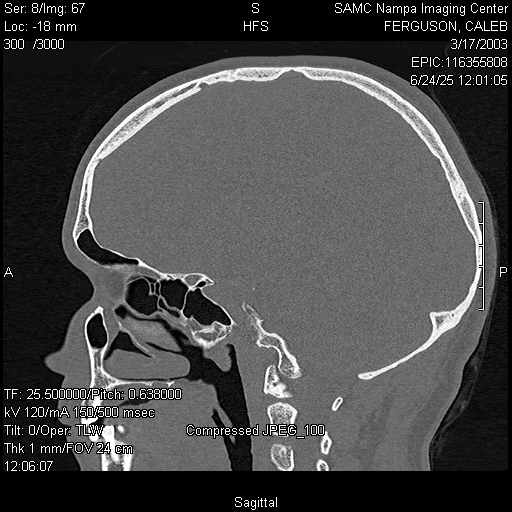 Ser: 8/Img: 67
S
SAMC Nampa Imaging Center
Loc: -18 mm
HFS
FERGUSON, CALEB
300 /3000
3/17/2003
EPIC:116355808
6/24/25 12:01:05
A
P
TF: 25.500000/Pitch: 0.638000
kV 120/mA 150/500 msec
Tilt: 0/Oper: TLW
Compressed JPEG_100
Thk 1 mm/FOV 24 cm
12:06:07
Sagittal